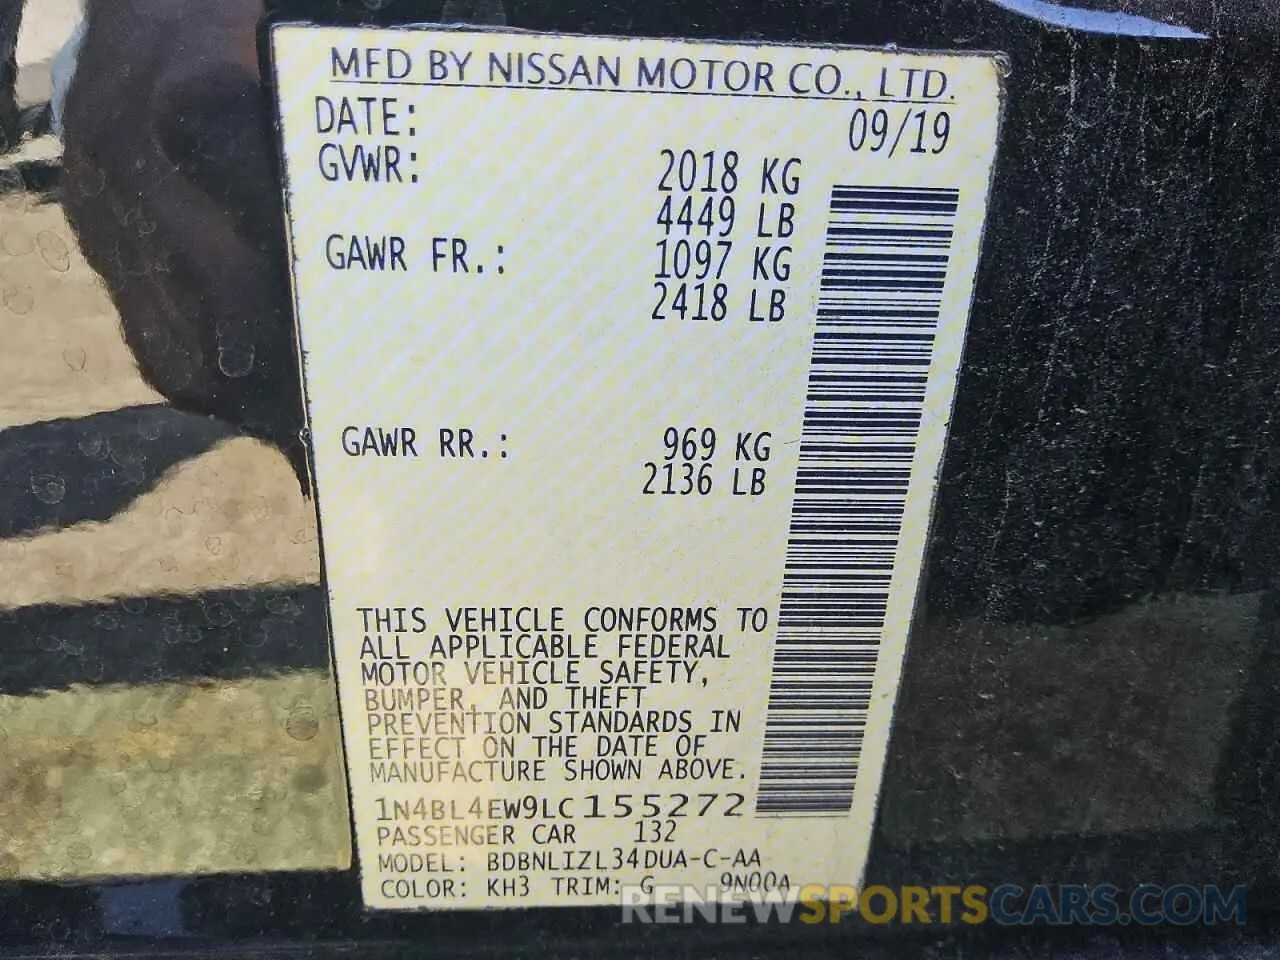 MFD BY NISSAN MOTOR CO., LTD.
DATE: 09/19
GVWR: 2018 KG
4449 LB
GAWR FR.: 1097 KG
2418 LB
GAWR RR.: 969 KG
2136 LB
THIS VEHICLE CONFORMS TO
ALL APPLICABLE FEDERAL
MOTOR VEHICLE SAFETY,
BUMPER, AND THEFT
PREVENTION STANDARDS IN
EFFECT ON THE DATE OF
MANUFACTURE SHOWN ABOVE.
1N4BL4EW9LC155272
PASSENGER CAR 132
MODEL: BDBNLIZL34DUA-C-AA
COLOR: KH3 TRIM: G 9N00A
RENEWSPORTSCARS.COM